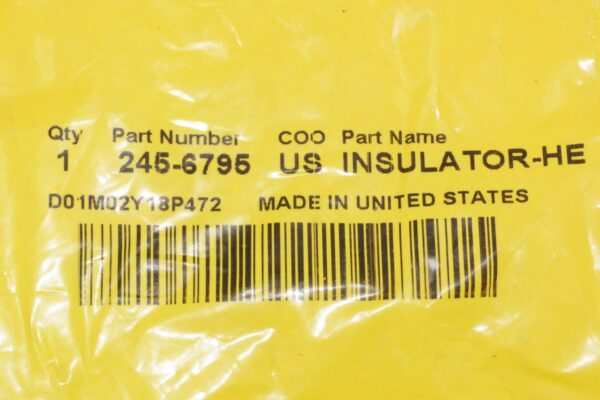 Qty Part Number COO Part Name
1 245-6795 US INSULATOR-HE
D01M02Y18P472 MADE IN UNITED STATES